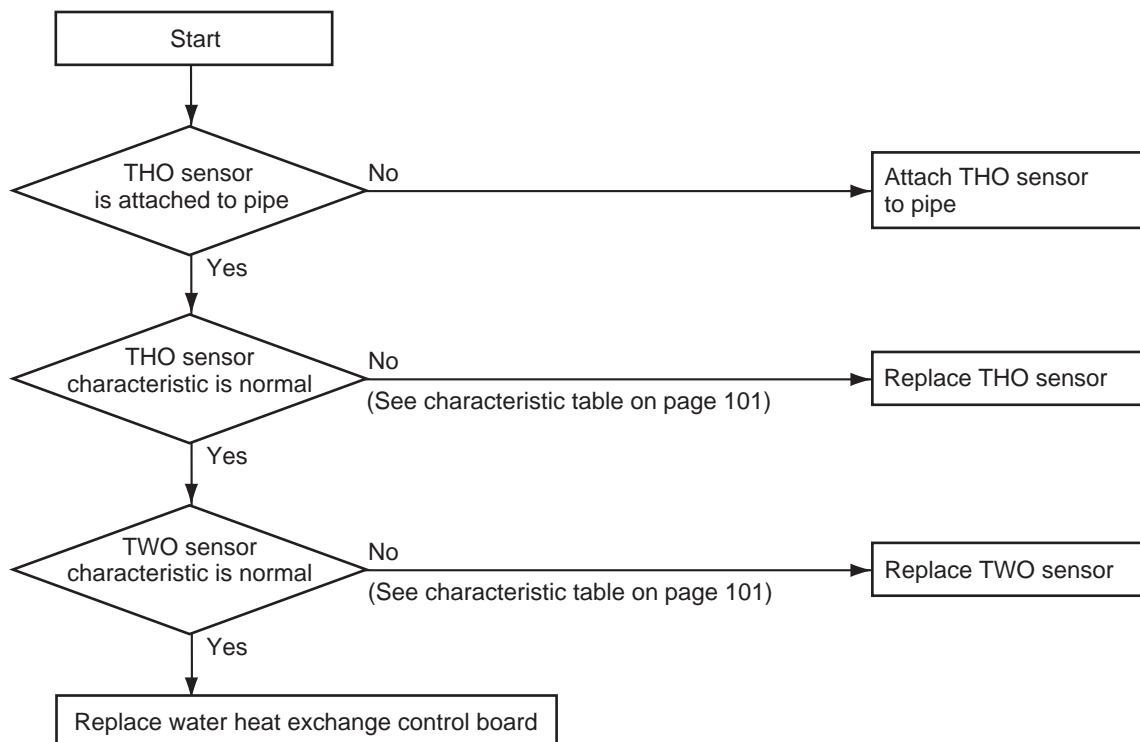 Start
THO sensor
is attached to pipe
No
Attach THO sensor
to pipe
Yes
THO sensor
characteristic is normal
No
(See characteristic table on page 101)
Replace THO sensor
Yes
TWO sensor
characteristic is normal
No
(See characteristic table on page 101)
Replace TWO sensor
Yes
Replace water heat exchange control board